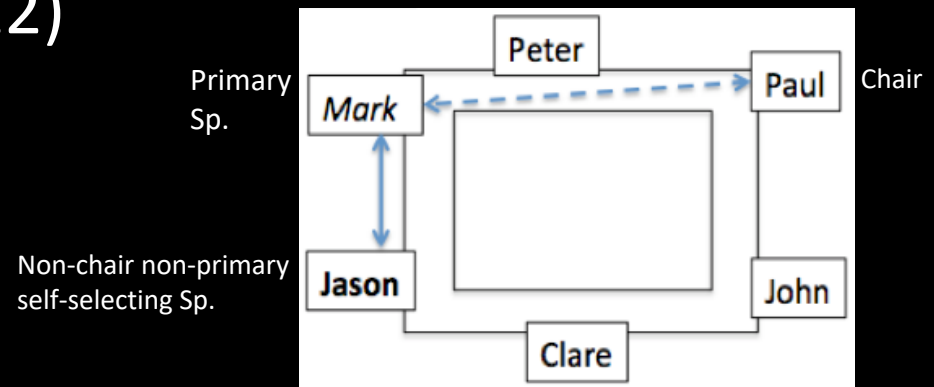 2)
Peter
Primary
Sp.
Mark
Paul
Chair
Non-chair non-primary
self-selecting Sp.
Jason
John
Clare